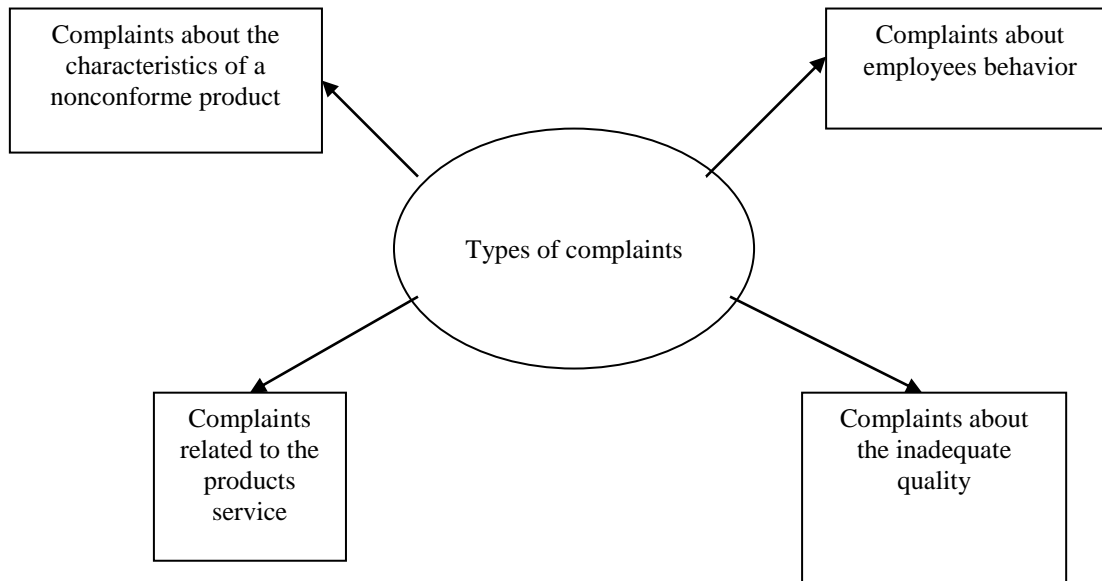 Complaints about the
characteristics of a
nonconforme product
Complaints about
employees behavior
Types of complaints
Complaints
related to the
products
service
Complaints about
the inadequate
quality